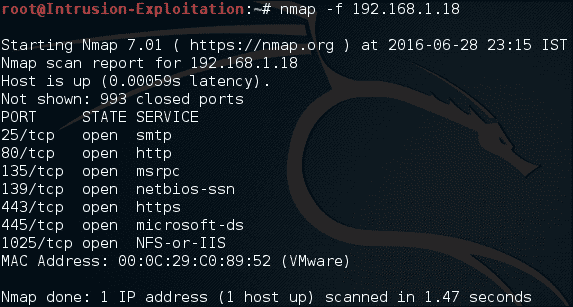 root@Intrusion-Exploitation:~# nmap -f 192.168.1.18
Starting Nmap 7.01 ( https://nmap.org ) at 2016-06-28 23:15 IST
Nmap scan report for 192.168.1.18
Host is up (0.00059s latency).
Not shown: 993 closed ports
PORT     STATE SERVICE
25/tcp   open  smtp
80/tcp   open  http
135/tcp  open  msrpc
139/tcp  open  netbios-ssn
443/tcp  open  https
445/tcp  open  microsoft-ds
1025/tcp open  NFS-or-IIS
MAC Address: 00:0C:29:C0:89:52 (VMware)
Nmap done: 1 IP address (1 host up) scanned in 1.47 seconds